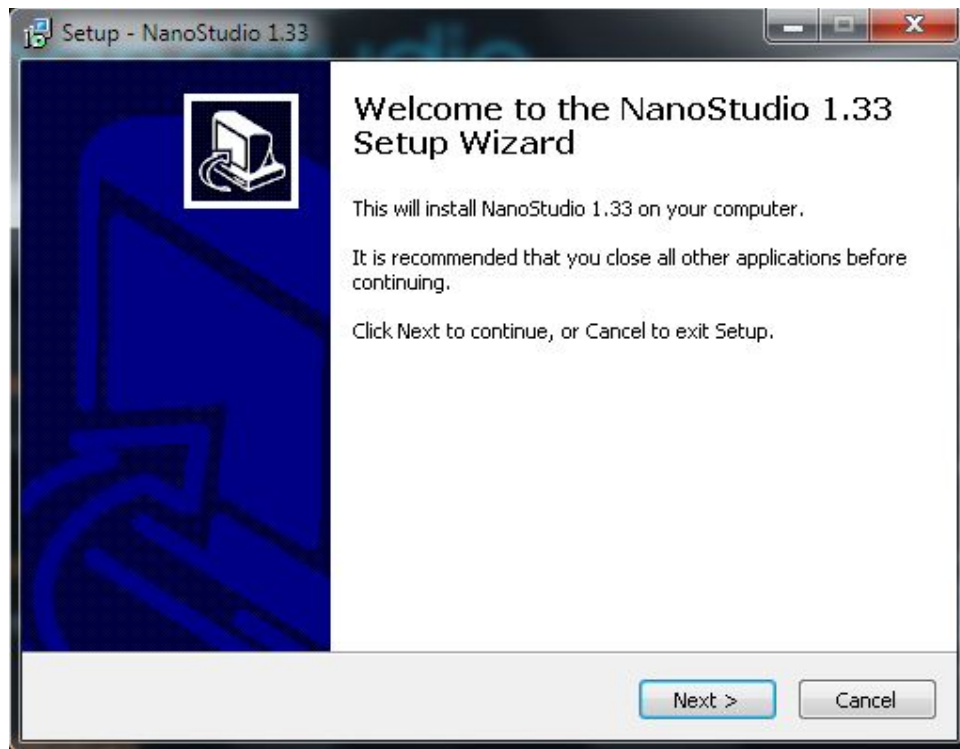 Setup - NanoStudio 1.33
Welcome to the NanoStudio 1.33
Setup Wizard
This will install NanoStudio 1.33 on your computer.
It is recommended that you close all other applications before
continuing.
Click Next to continue, or Cancel to exit Setup.
Next >
Cancel